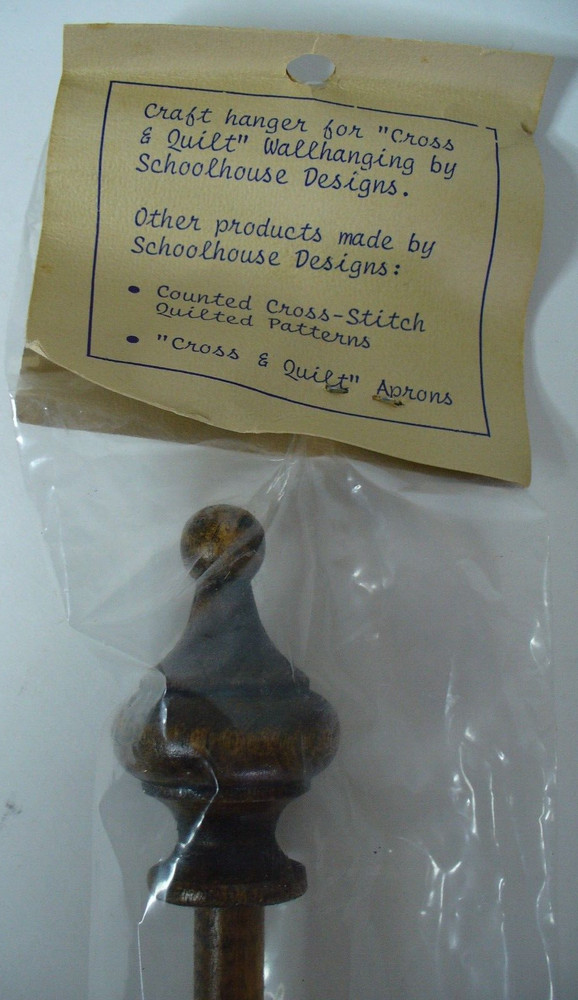 Craft hanger for "Cross
& Quilt" Wallhanging by
Schoolhouse Designs.
Other products made by
Schoolhouse Designs:
• Counted Cross-Stitch
Quilted Patterns
• "Cross & Quilt" Aprons